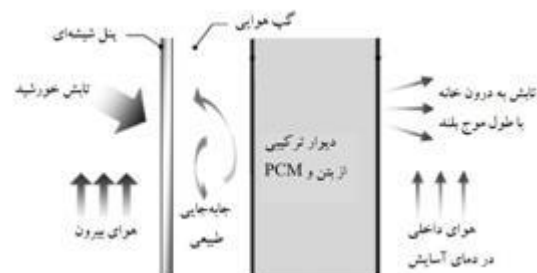 گپ هوایی
پنل شیشه‌ای
تابش خورشید
هوای بیرون
جابه‌جایی
طبیعی
دیوار ترکیبی
از بتن و PCM
تابش به درون خانه
با طول موج بلند
هوای داخلی
در دمای آسایش